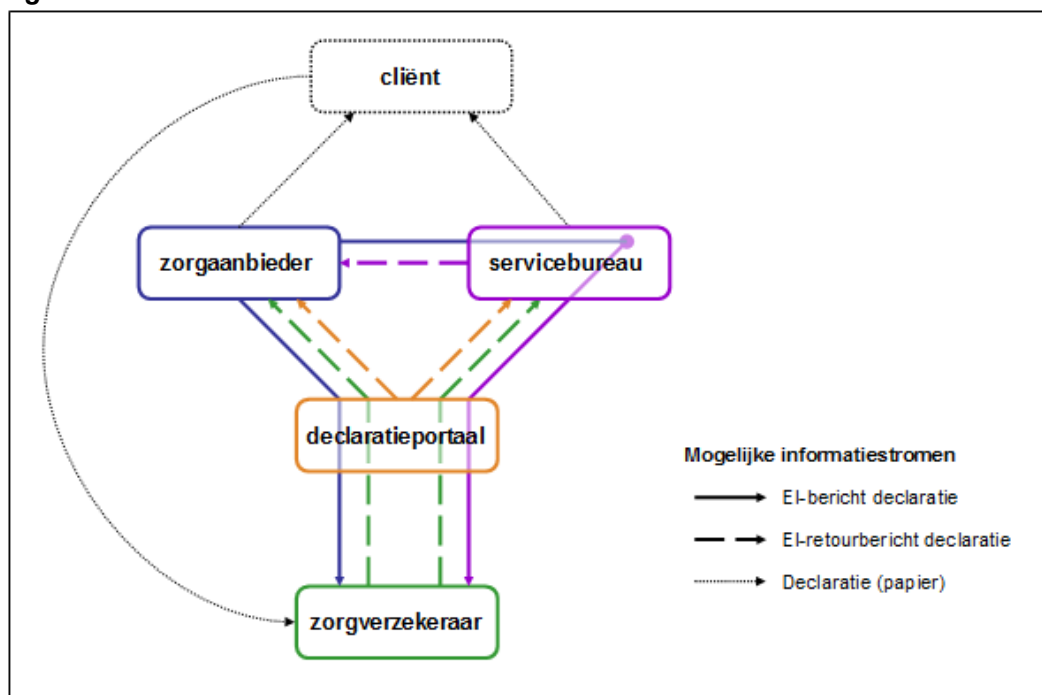 cliënt
zorgaanbieder
servicebureau
declaratieportaal
zorgverzekeraar
Mogelijke informatiestromen
EI-bericht declaratie
EI-retourbericht declaratie
Declaratie (papier)